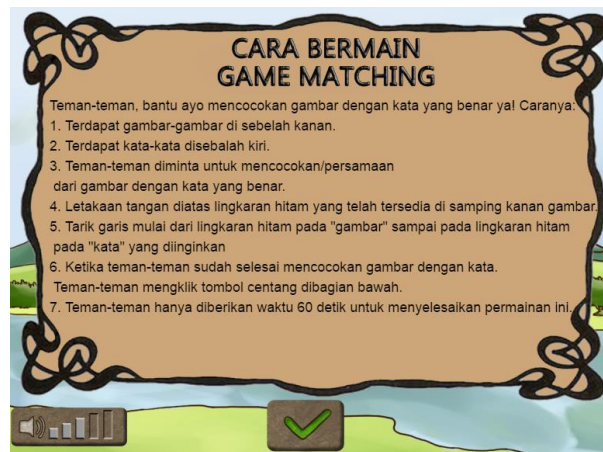 CARA BERMAIN
GAME MATCHING
Teman-teman, bantu ayo mencocokan gambar dengan kata yang benar ya! Caranya:
1. Terdapat gambar-gambar di sebelah kanan.
2. Terdapat kata-kata disebalah kiri.
3. Teman-teman diminta untuk mencocokan/persamaan
dari gambar dengan kata yang benar.
4. Letakaan tangan diatas lingkaran hitam yang telah tersedia di samping kanan gambar.
5. Tarik garis mulai dari lingkaran hitam pada "gambar" sampai pada lingkaran hitam
pada "kata" yang diinginkan
6. Ketika teman-teman sudah selesai mencocokan gambar dengan kata.
Teman-teman mengklik tombol centang dibagian bawah.
7. Teman-teman hanya diberikan waktu 60 detik untuk menyelesaikan permainan ini.